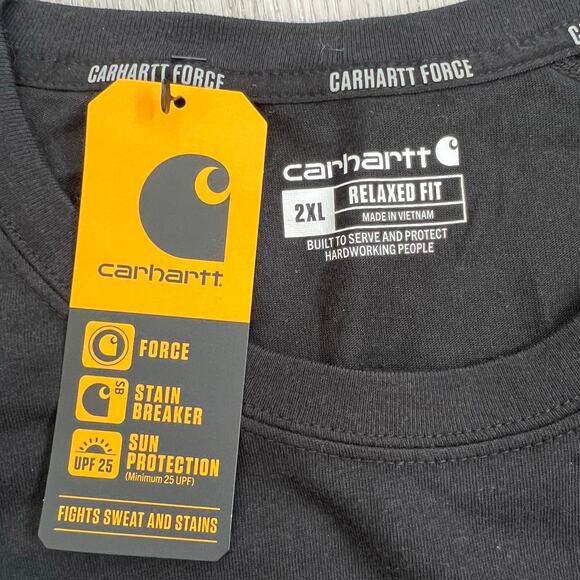 CARHARTT FORCE
CARHARTT FORCE
C
carhartt
2XL
RELAXED FIT
MADE IN VIETNAM
BUILT TO SERVE AND PROTECT
HARDWORKING PEOPLE
carhartt
FORCE
SB
STAIN
BREAKER
UPF 25
SUN
PROTECTION
(Minimum 25 UPF)
FIGHTS SWEAT AND STAINS